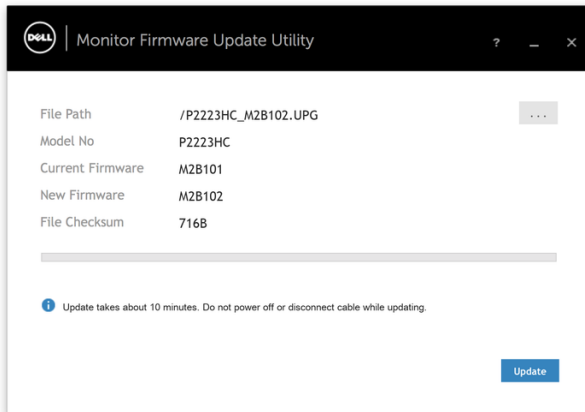 DELL
Monitor Firmware Update Utility
? _ ×
File Path /P2223HC_M2B102.UPG ...
Model No P2223HC
Current Firmware M2B101
New Firmware M2B102
File Checksum 716B
i Update takes about 10 minutes. Do not power off or disconnect cable while updating.
Update